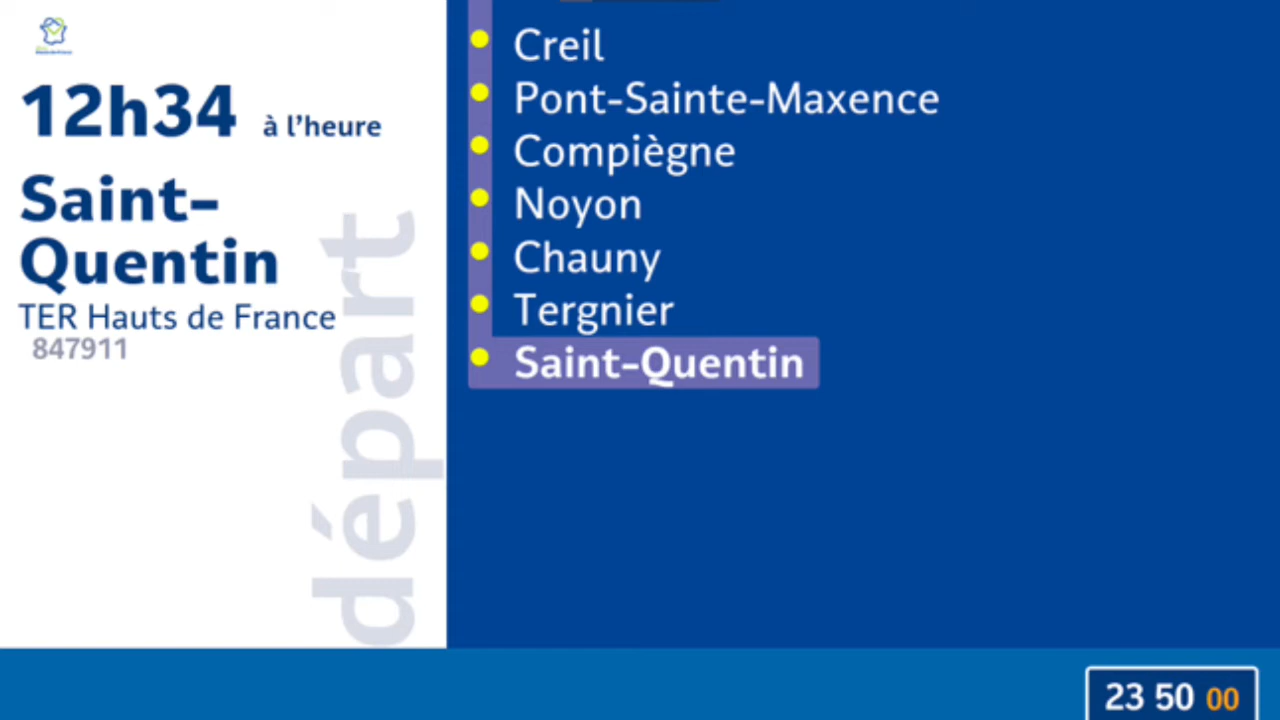 12h34 à l'heure
Saint-
Quentin
TER Hauts de France
847911
départ
Creil
Pont-Sainte-Maxence
Compiègne
Noyon
Chauny
Tergnier
Saint-Quentin
23 50 00